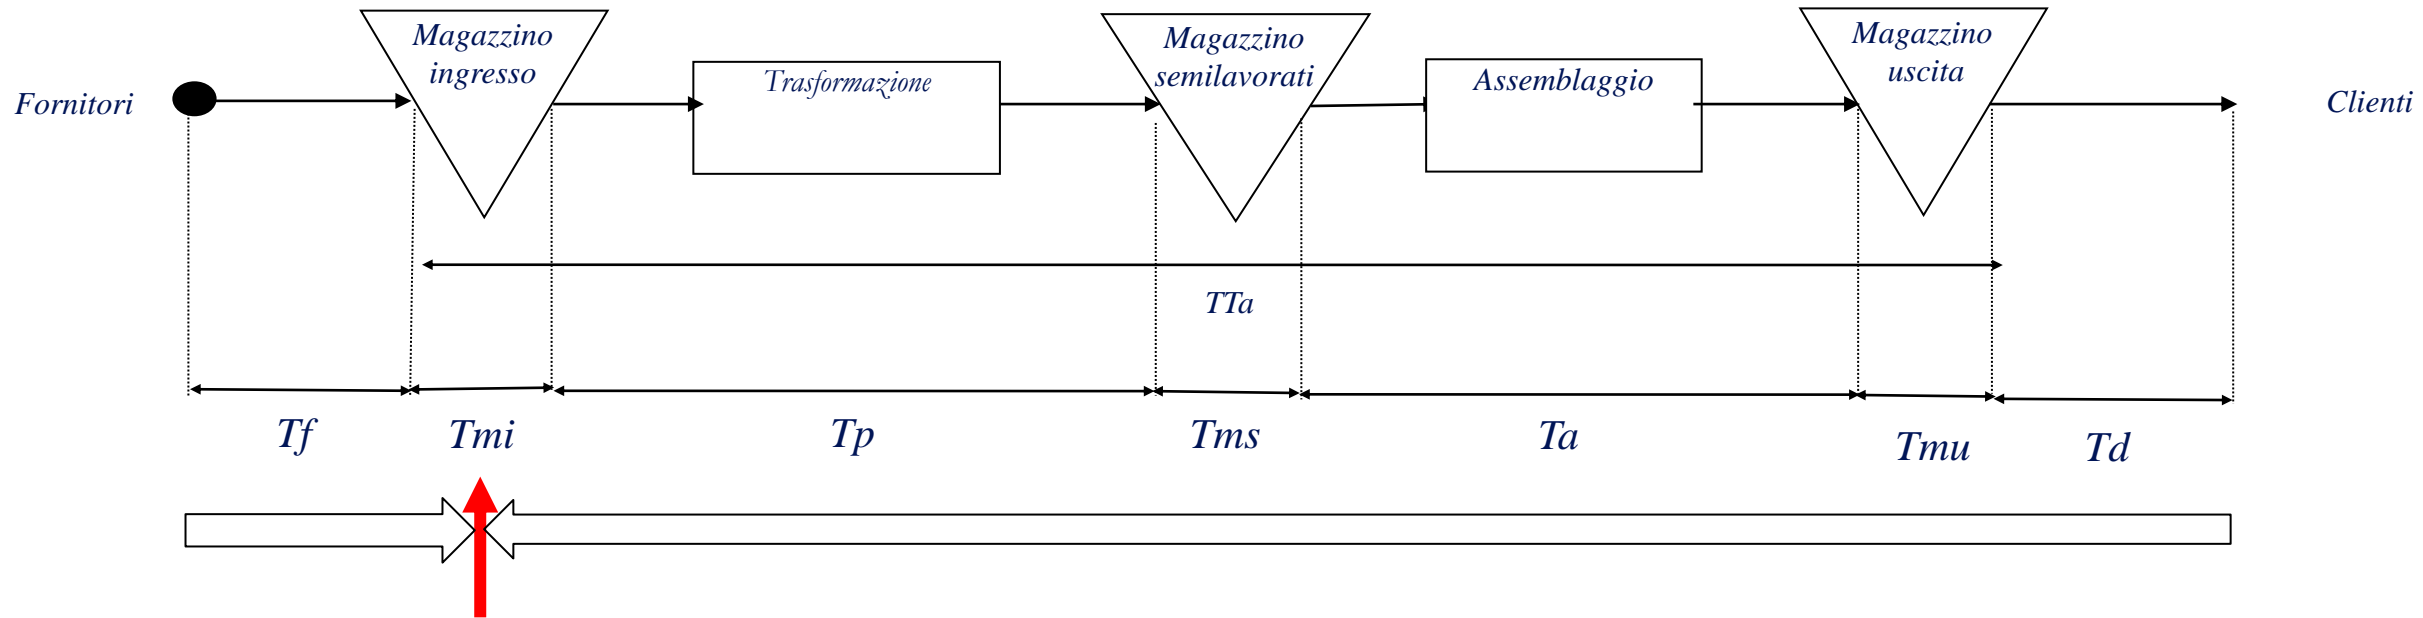 Fornitori
Magazzino
ingresso
Trasformazione
Magazzino
semilavorati
Assemblaggio
Magazzino
uscita
Clienti
TTa
Tf
Tmi
Tp
Tms
Ta
Tmu
Td